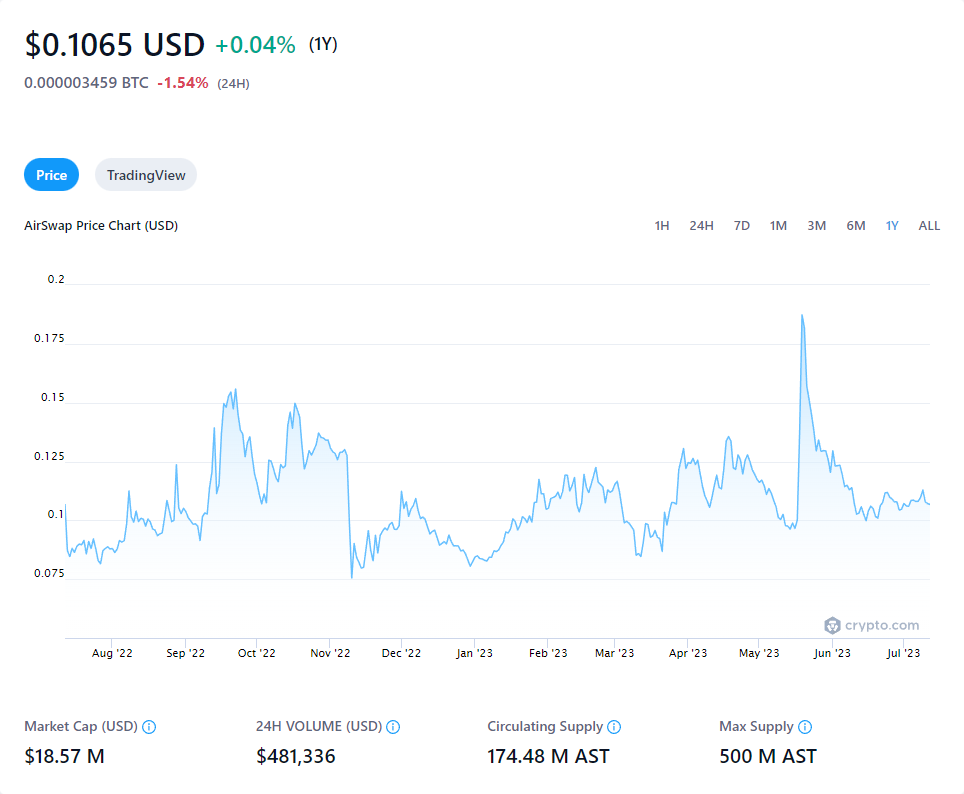 $0.1065 USD +0.04% (1Y)
0.000003459 BTC -1.54% (24H)
Price TradingView
AirSwap Price Chart (USD) 1H 24H 7D 1M 3M 6M 1Y ALL
0.2
0.175
0.15
0.125
0.1
0.075
crypto.com
Aug '22 Sep '22 Oct '22 Nov '22 Dec '22 Jan '23 Feb '23 Mar '23 Apr '23 May '23 Jun '23 Jul '23
Market Cap (USD) 24H VOLUME (USD) Circulating Supply Max Supply
$18.57 M $481,336 174.48 M AST 500 M AST